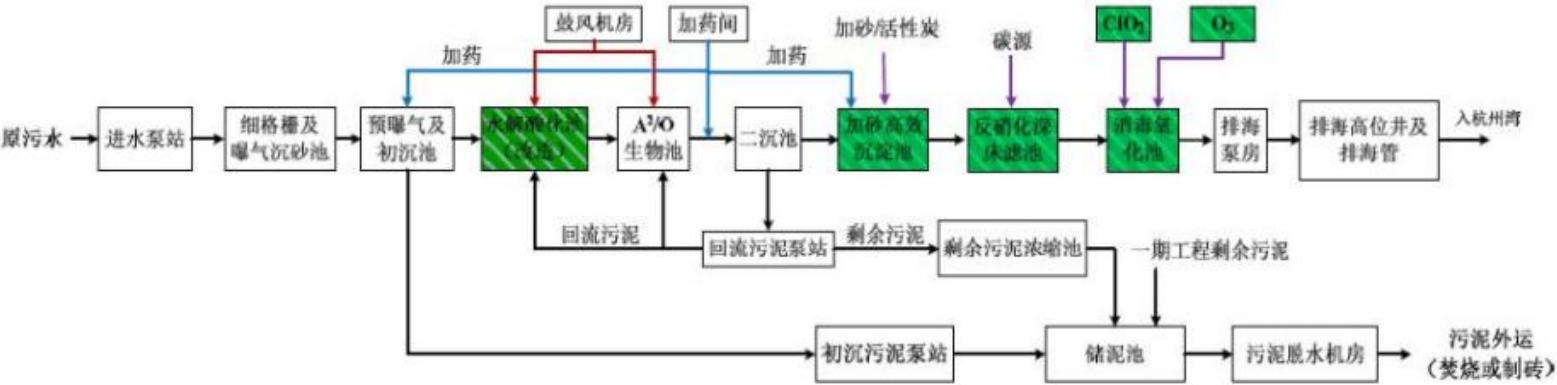 鼓风机房
加药间
加砂/活性炭
碳源
ClO₂
O₃
加药
加药
原污水
进水泵站
细格栅及
曝气沉砂池
预曝气及
初沉池
水解酸化池
(改造)
A²/O
生物池
二沉池
加砂高效
沉淀池
反硝化深
床滤池
消毒氧
化池
排海
泵房
排海高位井及
排海管
入杭州湾
回流污泥
回流污泥泵站
剩余污泥
剩余污泥浓缩池
一期工程剩余污泥
初沉污泥泵站
储泥池
污泥脱水机房
污泥外运
(焚烧或制砖)